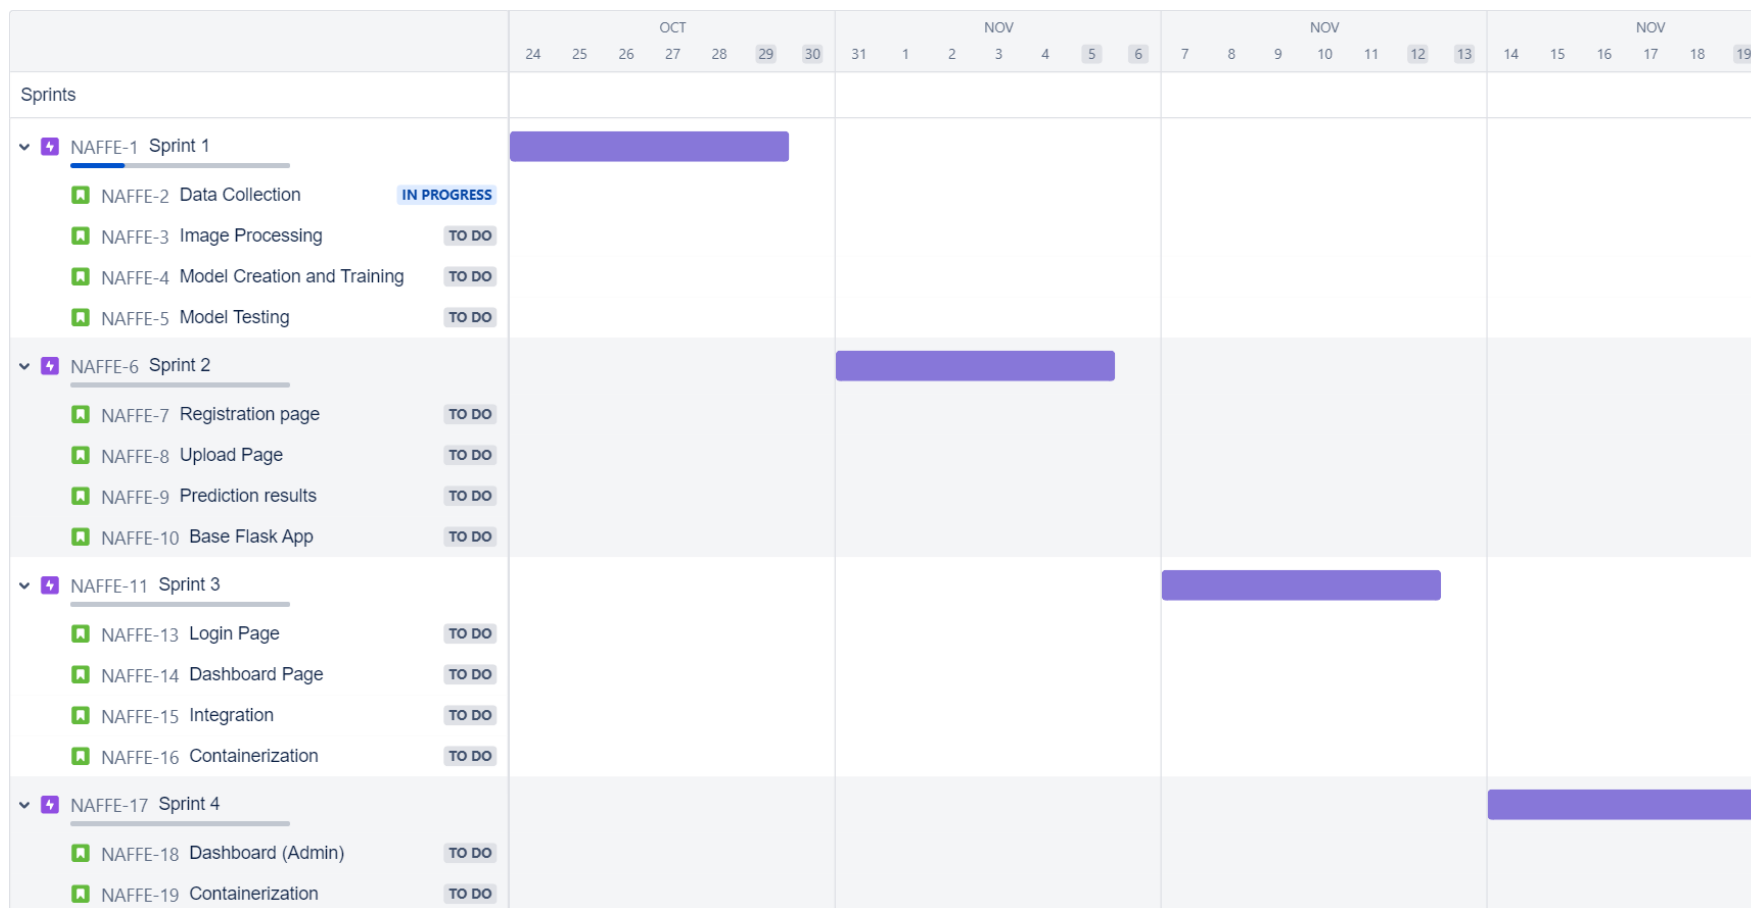 OCT NOV NOV NOV
24 25 26 27 28 29 30 31 1 2 3 4 5 6 7 8 9 10 11 12 13 14 15 16 17 18 19
Sprints
NAFFE-1 Sprint 1
NAFFE-2 Data Collection IN PROGRESS
NAFFE-3 Image Processing TO DO
NAFFE-4 Model Creation and Training TO DO
NAFFE-5 Model Testing TO DO
NAFFE-6 Sprint 2
NAFFE-7 Registration page TO DO
NAFFE-8 Upload Page TO DO
NAFFE-9 Prediction results TO DO
NAFFE-10 Base Flask App TO DO
NAFFE-11 Sprint 3
NAFFE-13 Login Page TO DO
NAFFE-14 Dashboard Page TO DO
NAFFE-15 Integration TO DO
NAFFE-16 Containerization TO DO
NAFFE-17 Sprint 4
NAFFE-18 Dashboard (Admin) TO DO
NAFFE-19 Containerization TO DO